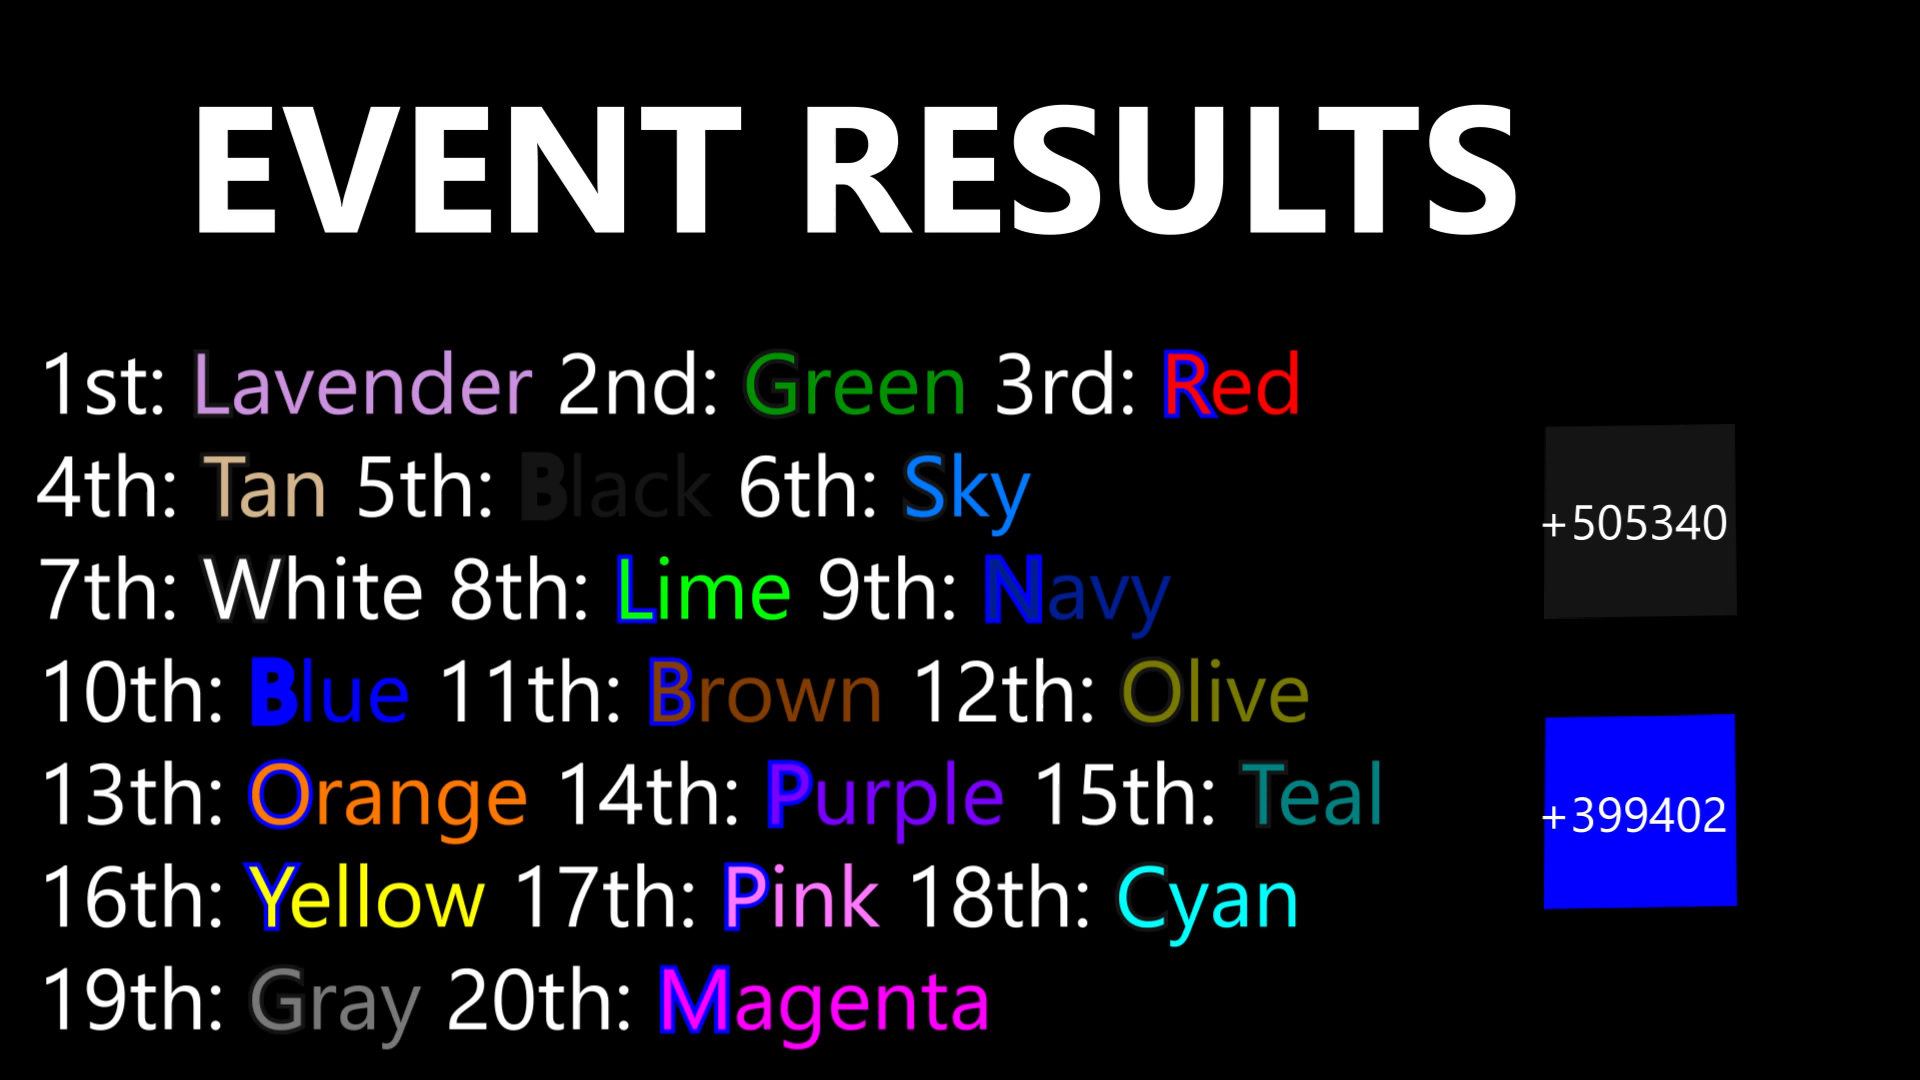 EVENT RESULTS
1st: Lavender 2nd: Green 3rd: Red
4th: Tan 5th: Black 6th: Sky
7th: White 8th: Lime 9th: Navy
10th: Blue 11th: Brown 12th: Olive
13th: Orange 14th: Purple 15th: Teal
16th: Yellow 17th: Pink 18th: Cyan
19th: Gray 20th: Magenta
+505340
+399402